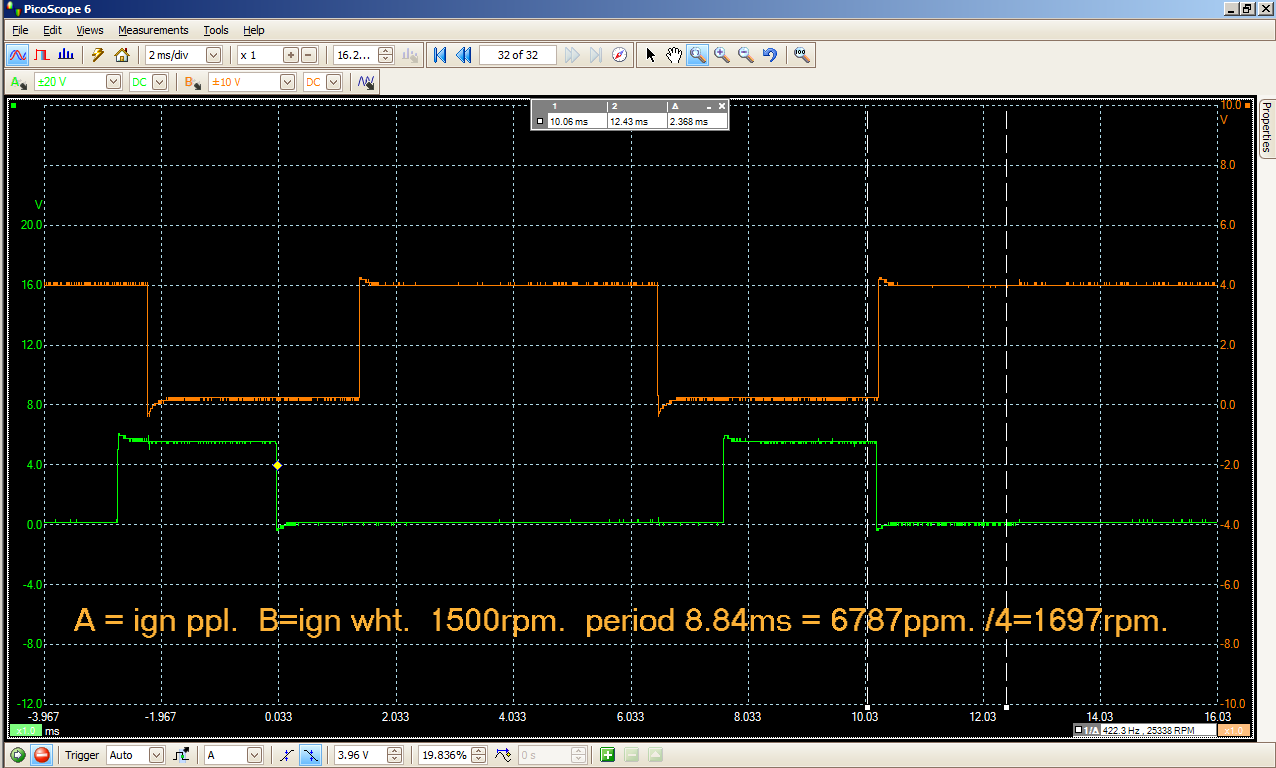 PicoScope 6
File Edit Views Measurements Tools Help
2 ms/div x 1 16.2... 32 of 32
A ±20 V DC B ±10 V DC
1 2 Δ
10.06 ms 12.43 ms 2.368 ms
Properties
V
20.0
16.0
12.0
8.0
4.0
0.0
-4.0
-8.0
-12.0
10.0
V
8.0
6.0
4.0
2.0
0.0
-2.0
-4.0
-6.0
-8.0
-10.0
A = ign ppl. B=ign wht. 1500rpm. period 8.84ms = 6787ppm. /4=1697rpm.
-3.967 -1.967 0.033 2.033 4.033 6.033 8.033 10.03 12.03 14.03 16.03
x1.0 ms 1/Δ 422.3 Hz , 25338 RPM x1.0
Trigger Auto A 3.96 V 19.836% 0 s